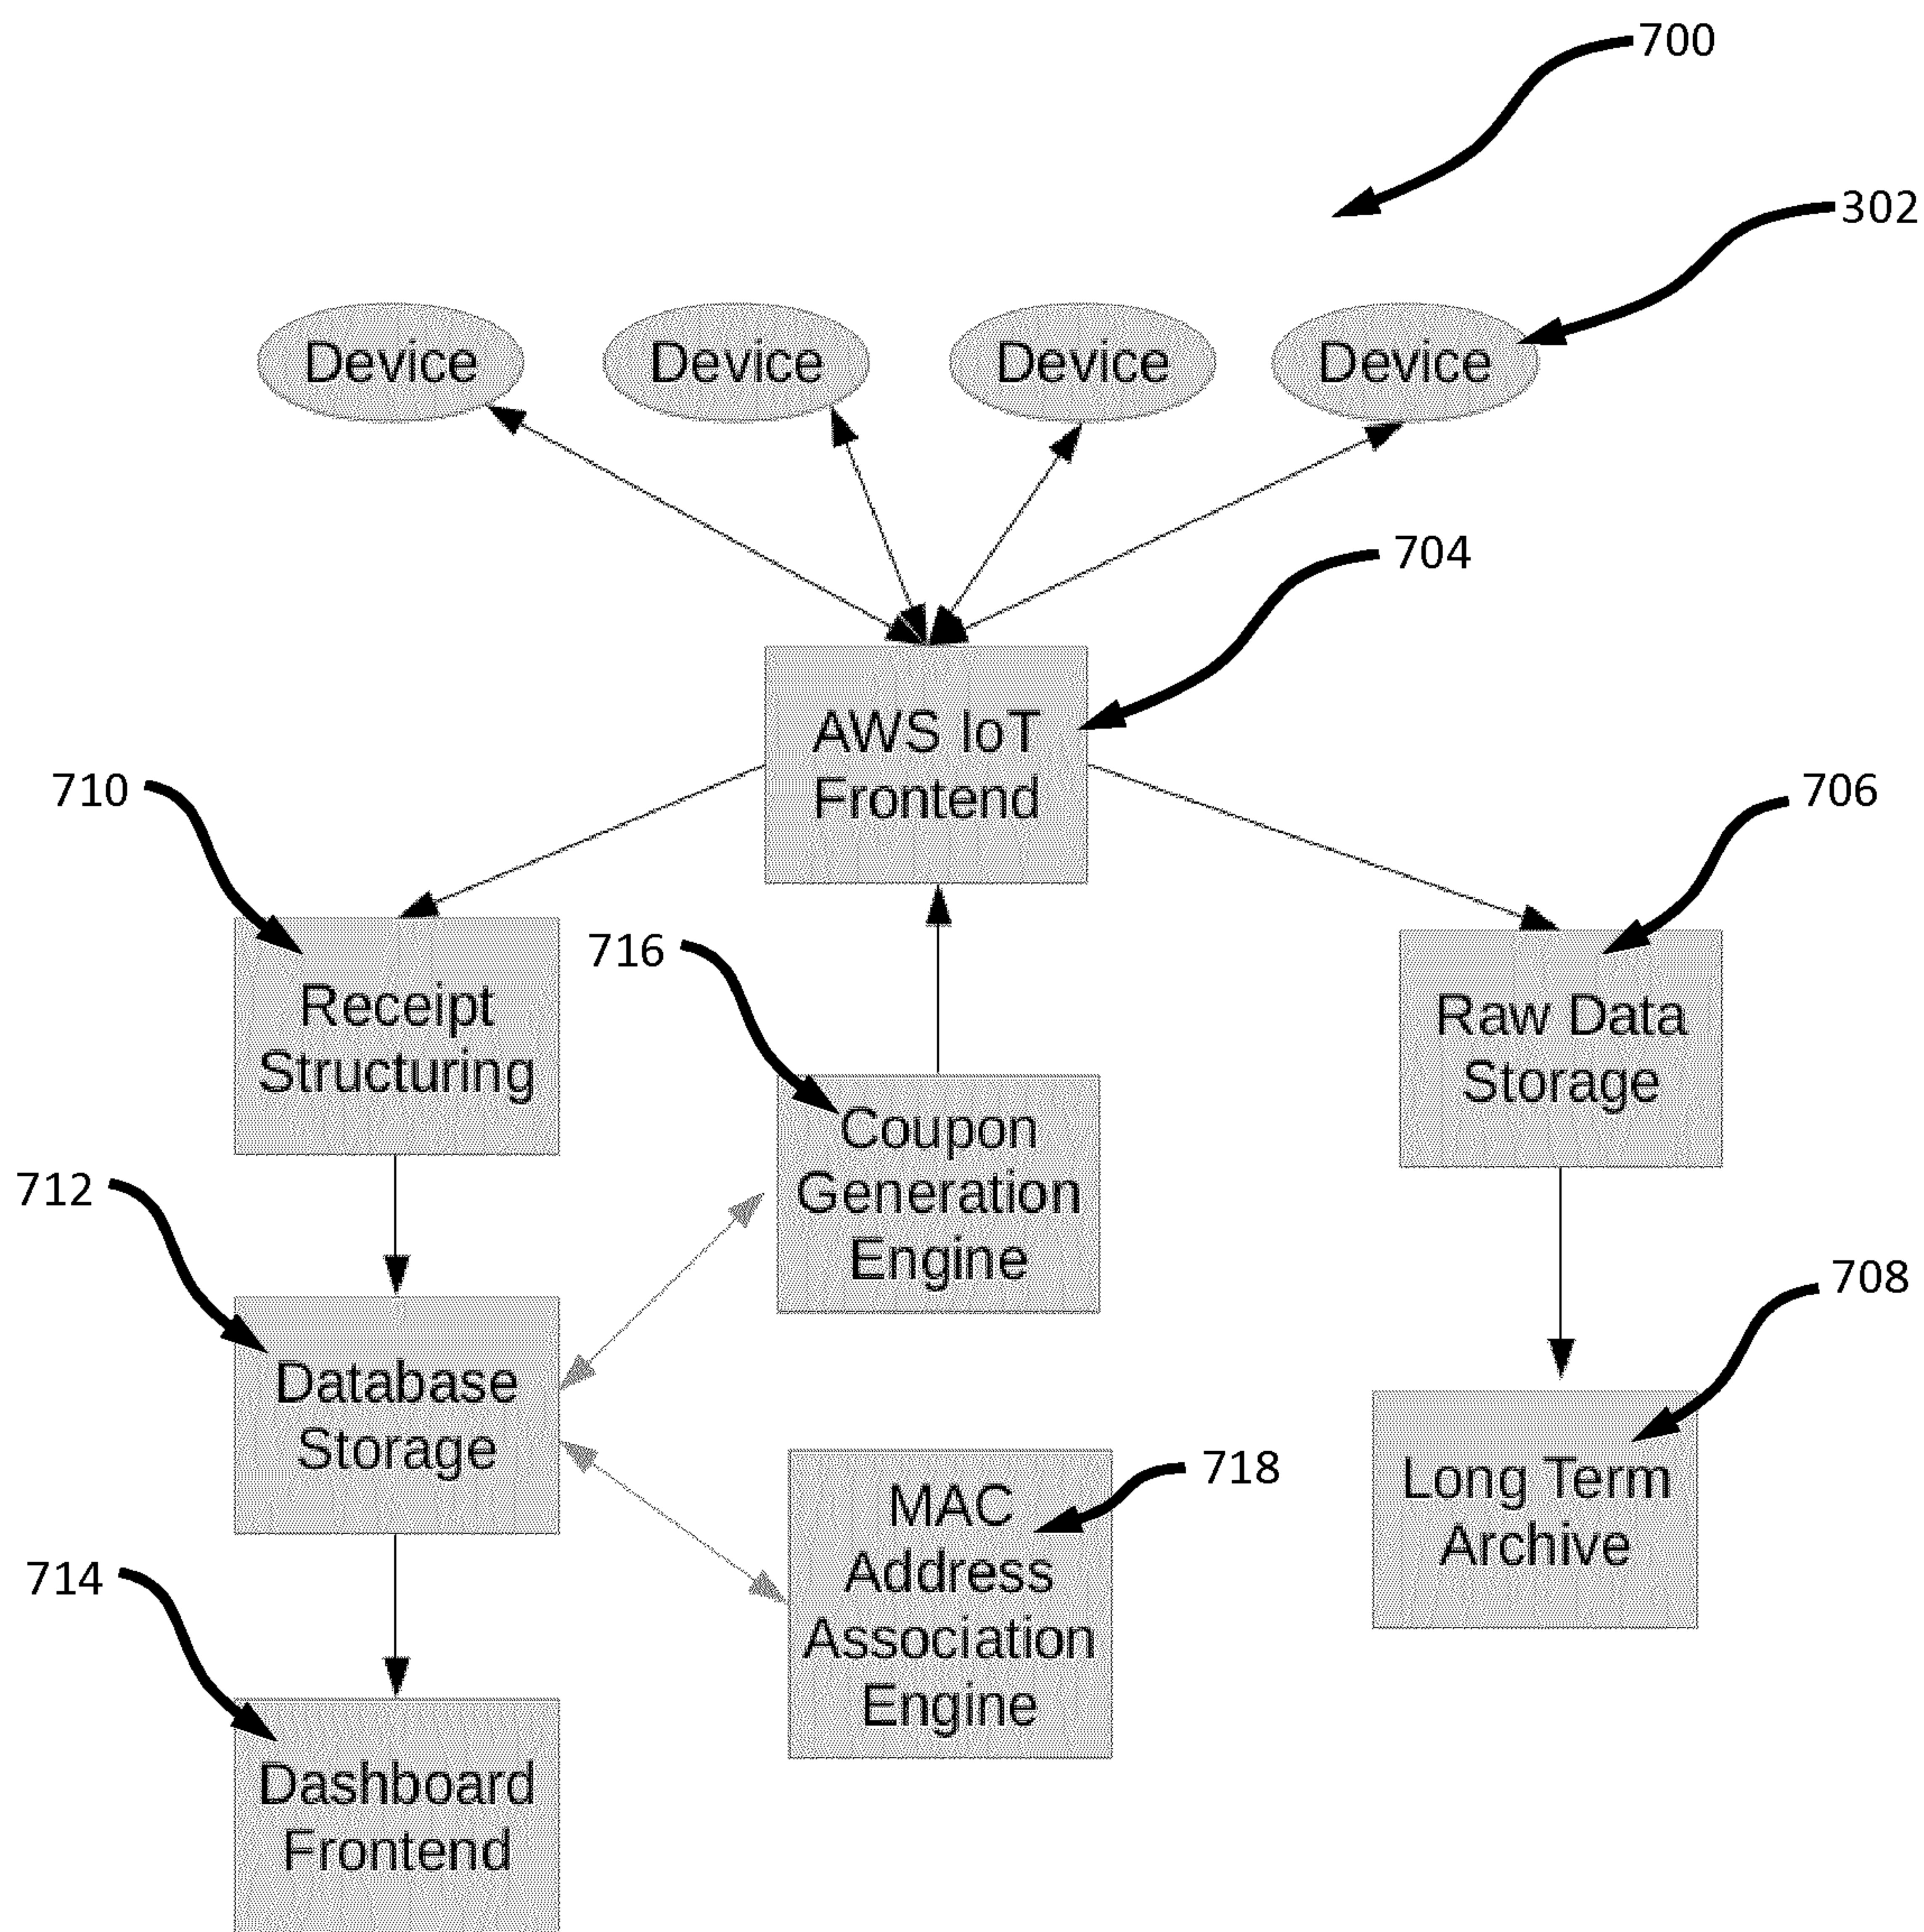 700
302
Device
Device
Device
Device
704
AWS IoT
Frontend
710
706
716
Receipt
Structuring
Raw Data
Storage
Coupon
Generation
Engine
712
708
Database
Storage
718
MAC
Address
Association
Engine
Long Term
Archive
714
Dashboard
Frontend